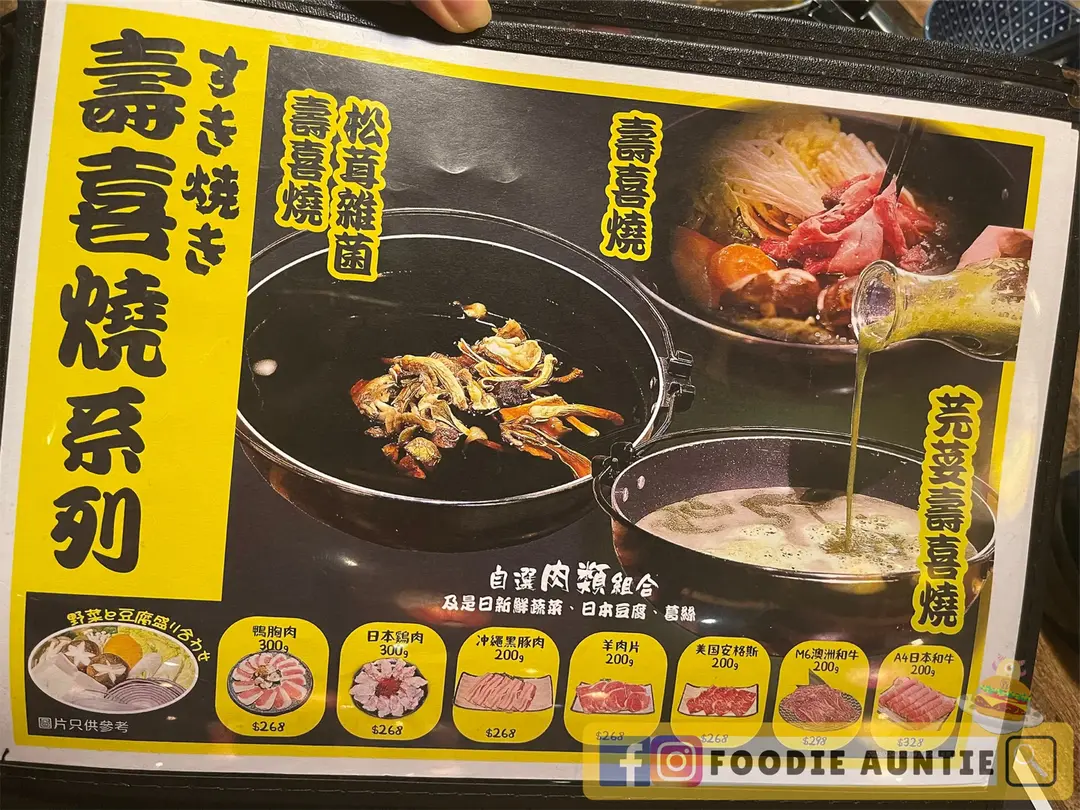 すき焼き
壽喜燒系列
松茸雜菌
壽喜燒
壽喜燒
芫荽壽喜燒
自選肉類組合
及是日新鮮蔬菜、日本豆腐、葛絲
野菜と豆腐盛り合わせ
圖片只供參考
鴨胸肉
300g
$268
日本鷄肉
300g
$268
沖繩黑豚肉
200g
$268
羊肉片
200g
$268
美国安格斯
200g
$268
M6澳洲和牛
200g
$298
A4日本和牛
200g
$328
FOODIE AUNTIE